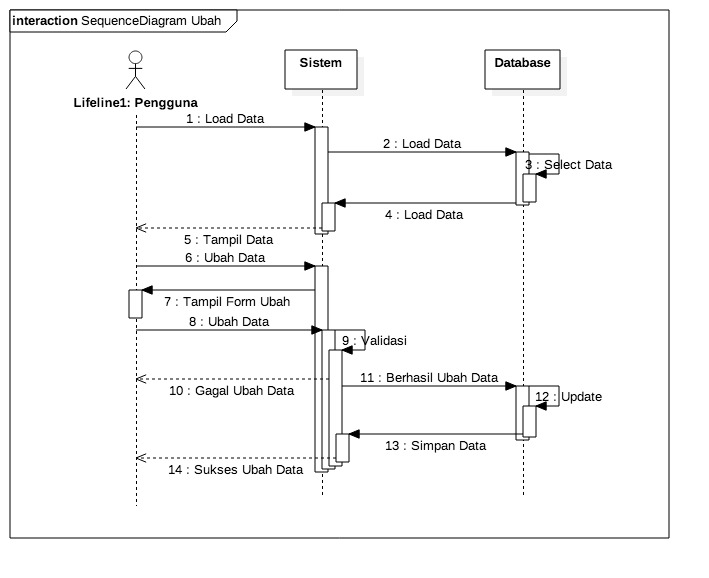 interaction SequenceDiagram Ubah
Sistem
Database
Lifeline1: Pengguna
1 : Load Data
2 : Load Data
3 : Select Data
4 : Load Data
5 : Tampil Data
6 : Ubah Data
7 : Tampil Form Ubah
8 : Ubah Data
9 : Validasi
10 : Gagal Ubah Data
11 : Berhasil Ubah Data
12 : Update
13 : Simpan Data
14 : Sukses Ubah Data